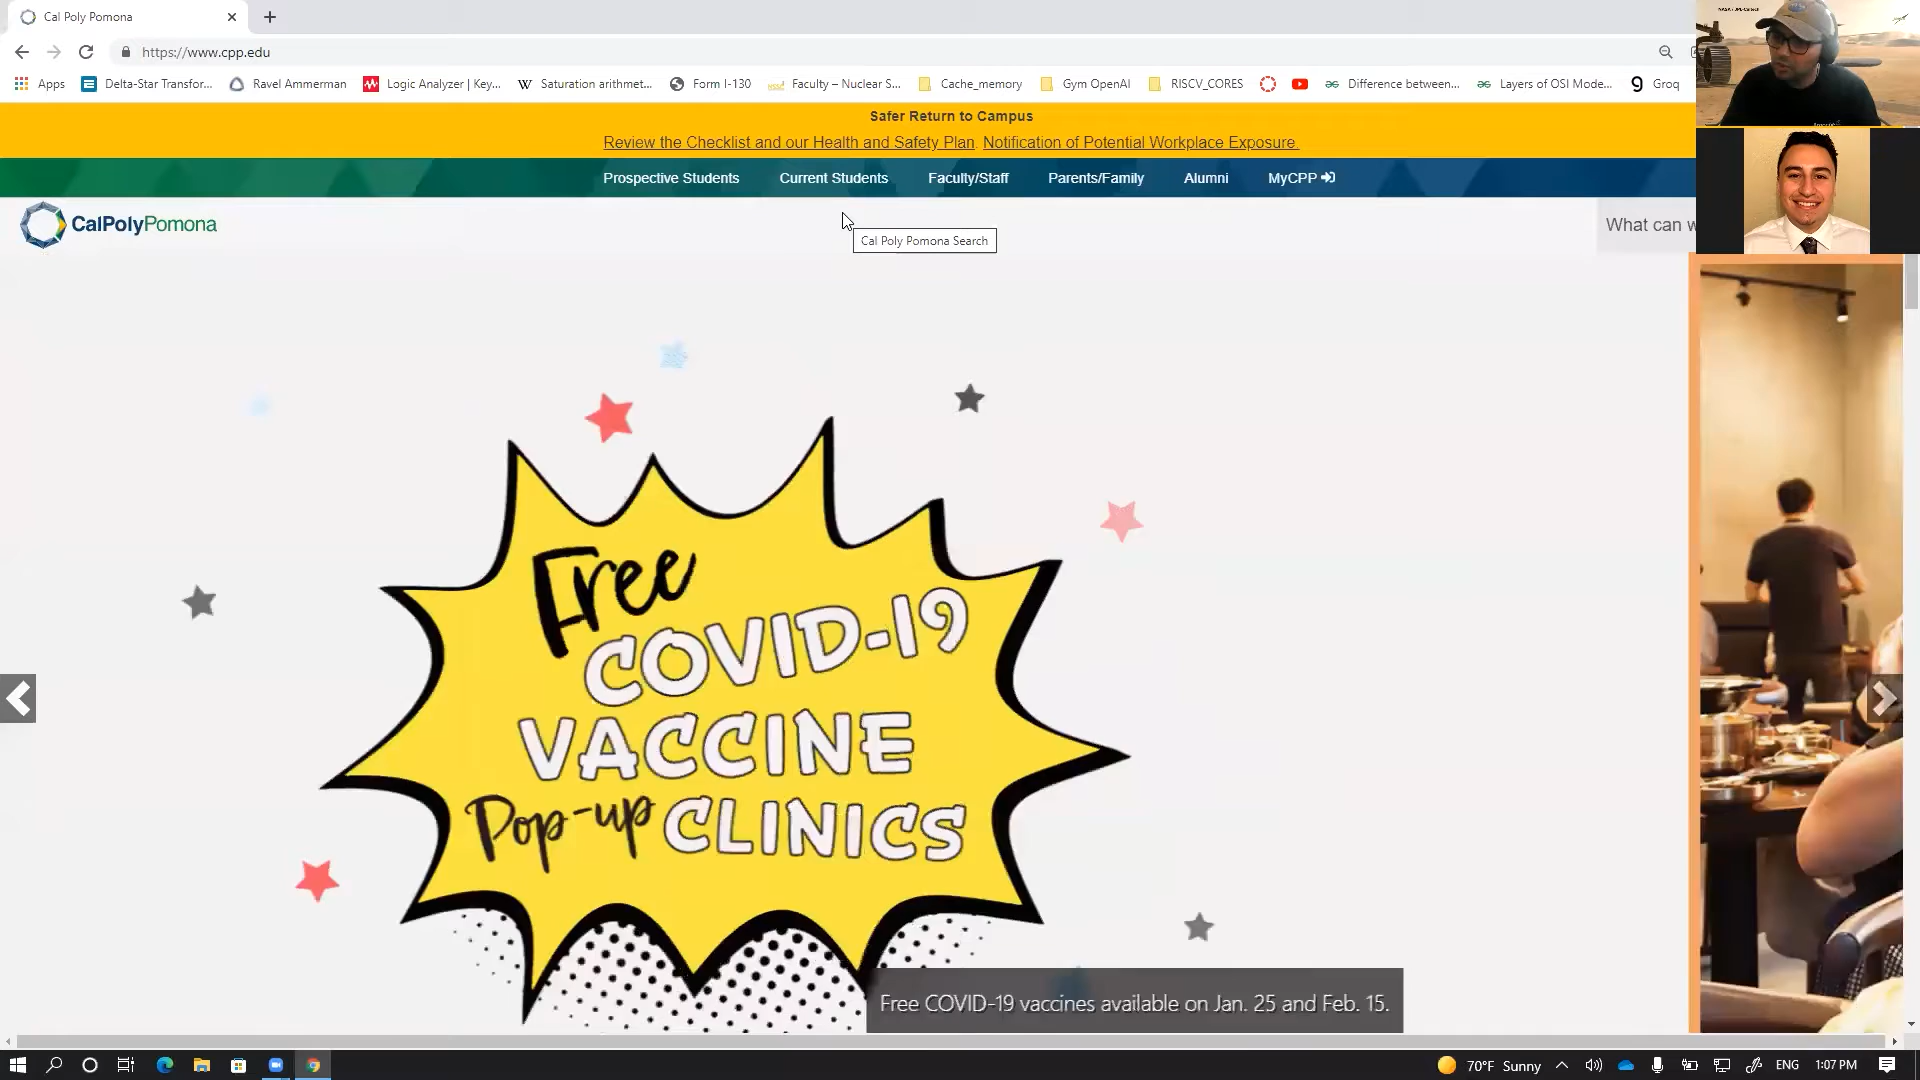 Cal Poly Pomona
https://www.cpp.edu
Apps
Delta-Star Transfor...
Ravel Ammerman
Logic Analyzer | Key...
Saturation arithmet...
Form I-130
Faculty – Nuclear S...
Cache_memory
Gym OpenAI
RISCV_CORES
Difference between...
Layers of OSI Mode...
Groq
NASA / JPL-Caltech
Safer Return to Campus
Review the Checklist and our Health and Safety Plan. Notification of Potential Workplace Exposure.
Prospective Students
Current Students
Faculty/Staff
Parents/Family
Alumni
MyCPP
CalPolyPomona
What can w
Cal Poly Pomona Search
Free
COVID-19
VACCINE
Pop-up CLINICS
Free COVID-19 vaccines available on Jan. 25 and Feb. 15.
70°F Sunny
ENG
1:07 PM